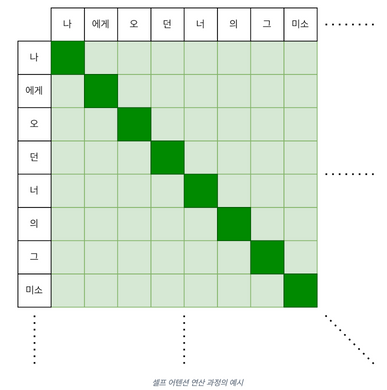 나 에게 오 던 너 의 그 미소
나
에게
오
던
너
의
그
미소
셀프 어텐션 연산 과정의 예시